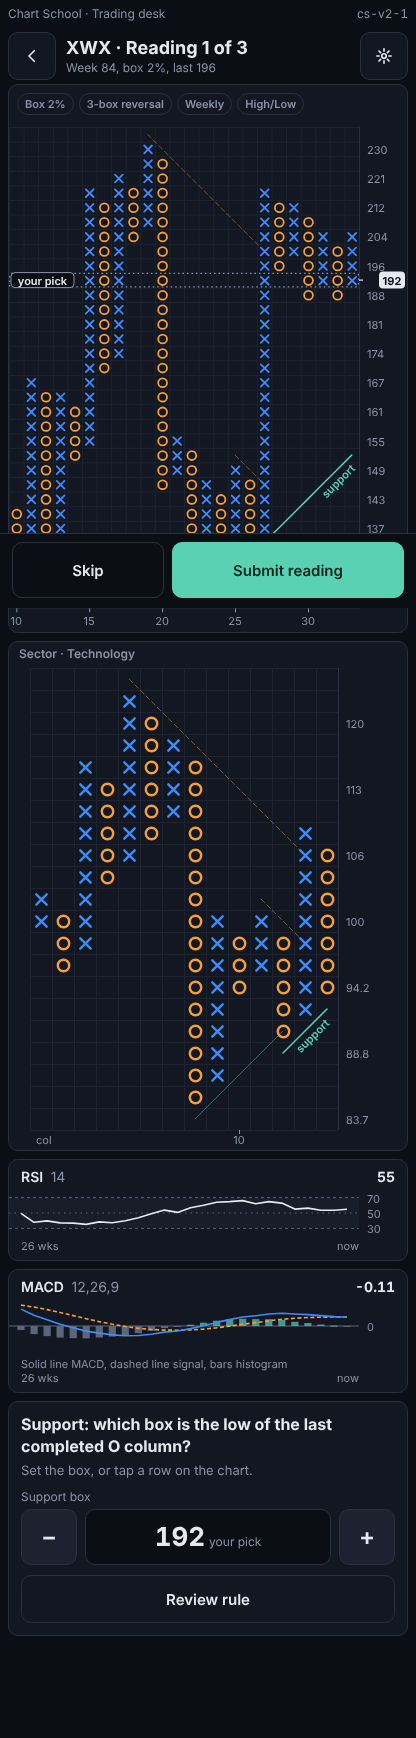 Chart School · Trading desk
cs-v2-1
XWX · Reading 1 of 3
Week 84, box 2%, last 196
Box 2%
3-box reversal
Weekly
High/Low
230
221
212
204
196
your pick
192
188
181
174
167
161
155
149
143
137
support
Skip
Submit reading
10
15
20
25
30
Sector · Technology
120
113
106
100
94.2
88.8
83.7
support
col
10
RSI 14
55
70
50
30
26 wks
now
MACD 12,26,9
-0.11
0
Solid line MACD, dashed line signal, bars histogram
26 wks
now
Support: which box is the low of the last
completed O column?
Set the box, or tap a row on the chart.
Support box
−
192 your pick
+
Review rule